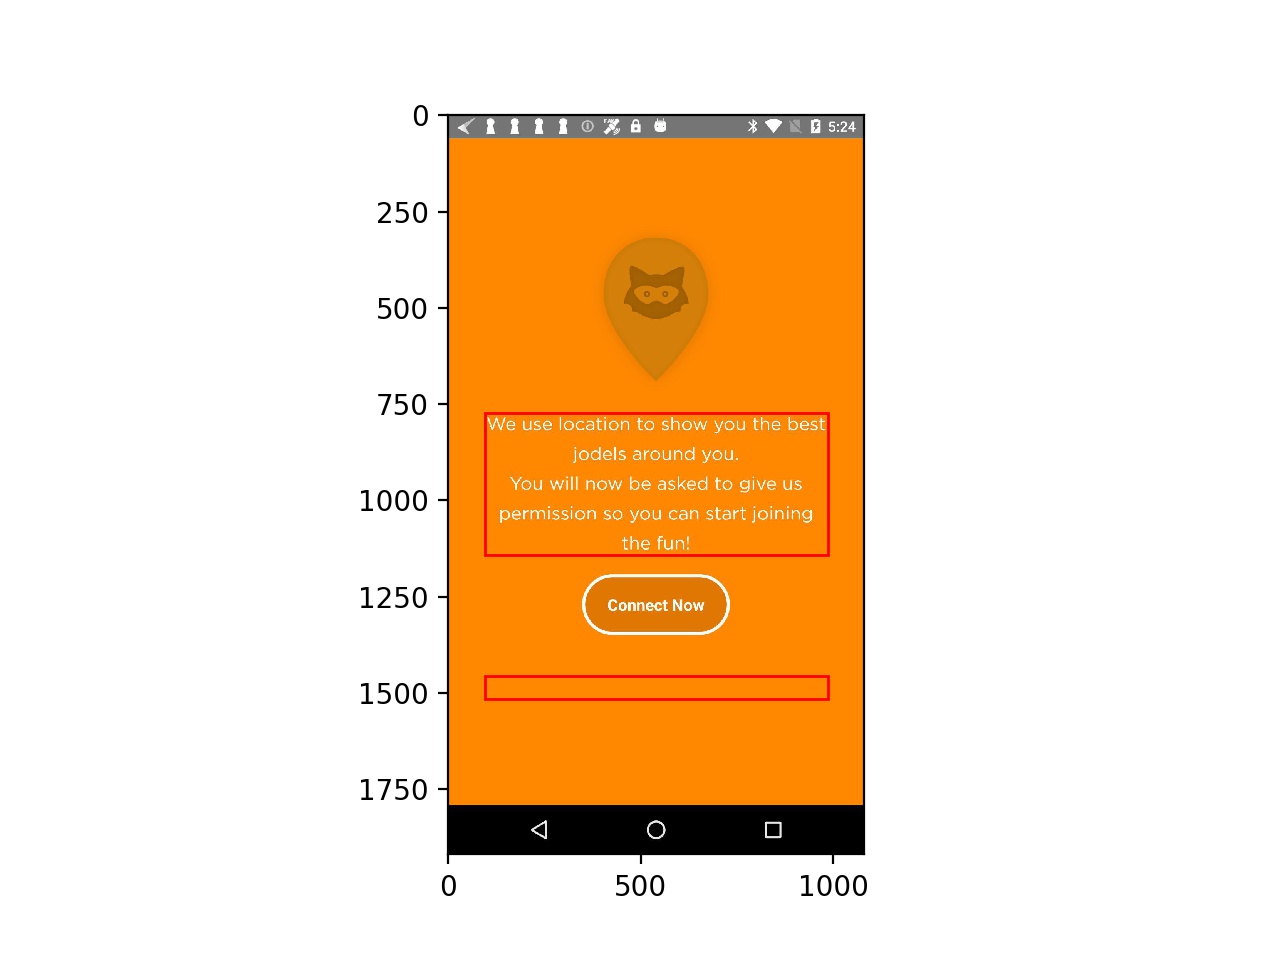 0
250
500
750
1000
1250
1500
1750
5:24
We use location to show you the best
jodels around you.
You will now be asked to give us
permission so you can start joining
the fun!
Connect Now
0 500 1000